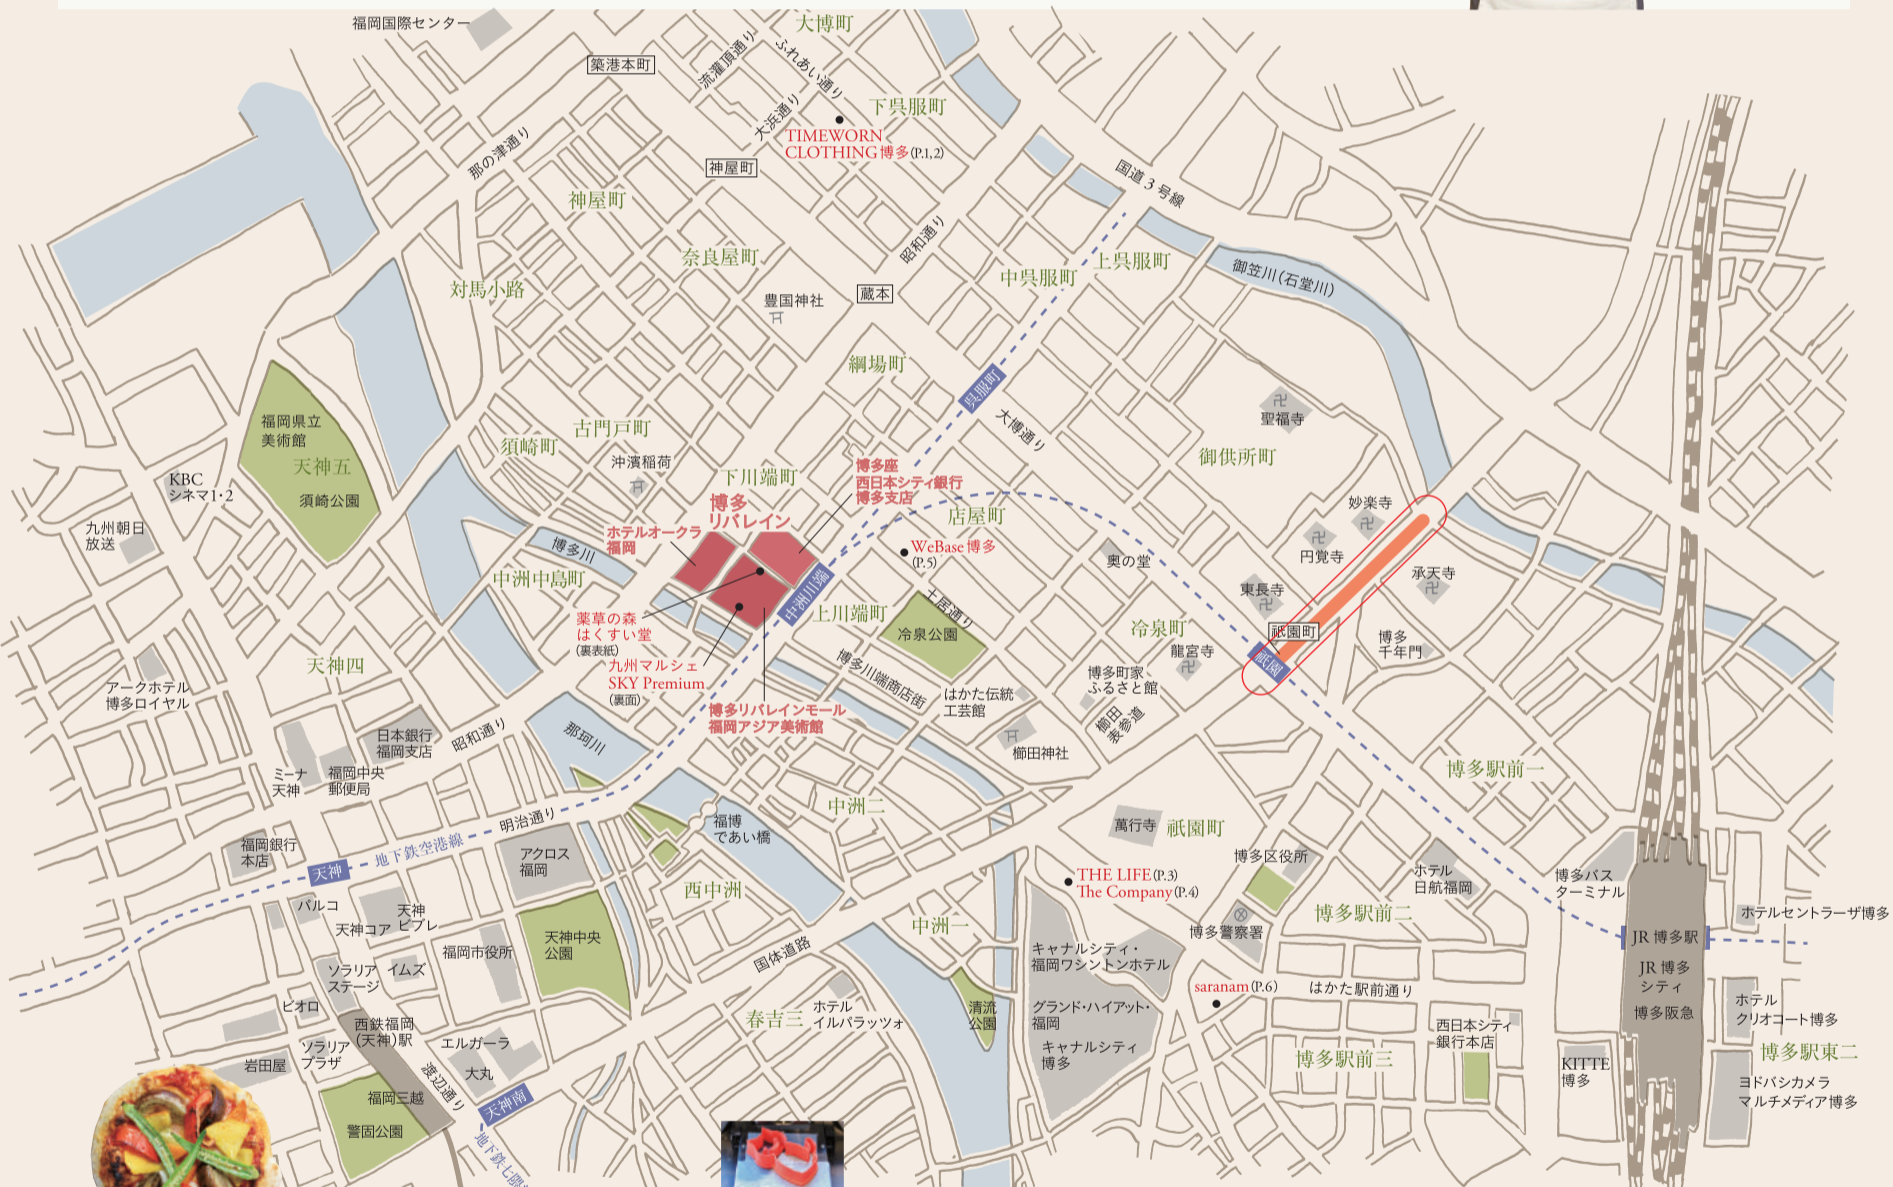 福岡国際センター
大博町
築港本町
流灌頂通り
ふれあい通り
大浜通り
下呉服町
TIMEWORN
CLOTHING博多(P.1,2)
那の津通り
神屋町
国道3号線
神屋町
昭和通り
奈良屋町
中呉服町
上呉服町
御笠川(石堂川)
対馬小路
豊国神社
蔵本
綱場町
呉服町
大博通り
聖福寺
福岡県立
美術館
天神五
須崎公園
古門戸町
須崎町
沖濱稲荷
御供所町
下川端町
博多座
西日本シティ銀行
博多支店
KBC
シネマ1・2
九州朝日
放送
博多
リバレイン
店屋町
妙楽寺
ホテルオークラ
福岡
博多川
WeBase博多
(P.5)
奥の堂
円覚寺
承天寺
中洲中島町
中洲川端
東長寺
土居通り
上川端町
冷泉公園
冷泉町
祇園町
薬草の森
はくすい堂
(裏表紙)
九州マルシェ
SKY Premium
(裏面)
博多
千年門
龍宮寺
祇園
天神四
博多川端商店街
博多町家
ふるさと館
はかた伝統
工芸館
アークホテル
博多ロイヤル
博多リバレインモール
福岡アジア美術館
櫛田
表参道
日本銀行
福岡支店
昭和通り
那珂川
櫛田神社
ミーナ
天神
福岡中央
郵便局
博多駅前一
中洲二
福博
であい橋
明治通り
萬行寺
祇園町
福岡銀行
本店
地下鉄空港線
天神
アクロス
福岡
博多区役所
ホテル
日航福岡
博多バス
ターミナル
THE LIFE(P.3)
The Company(P.4)
西中洲
パルコ
天神コア
天神
ビブレ
中洲一
博多駅前二
ホテルセントラーザ博多
博多警察署
JR 博多駅
福岡市役所
天神中央
公園
国体道路
キャナルシティ・
福岡ワシントンホテル
ソラリア
ステージ
イムズ
JR 博多
シティ
saranam(P.6)
はかた駅前通り
ビオロ
春吉三
ホテル
イルパラッツォ
清流
公園
グランド・ハイアット・
福岡
博多阪急
ホテル
クリオコート博多
西鉄福岡
(天神)駅
西日本シティ
銀行本店
エルガーラ
ソラリア
プラザ
キャナルシティ
博多
博多駅前三
博多駅東二
岩田屋
大丸
渡辺通り
KITTE
博多
ヨドバシカメラ
マルチメディア博多
福岡三越
天神南
警固公園
地下鉄七隈